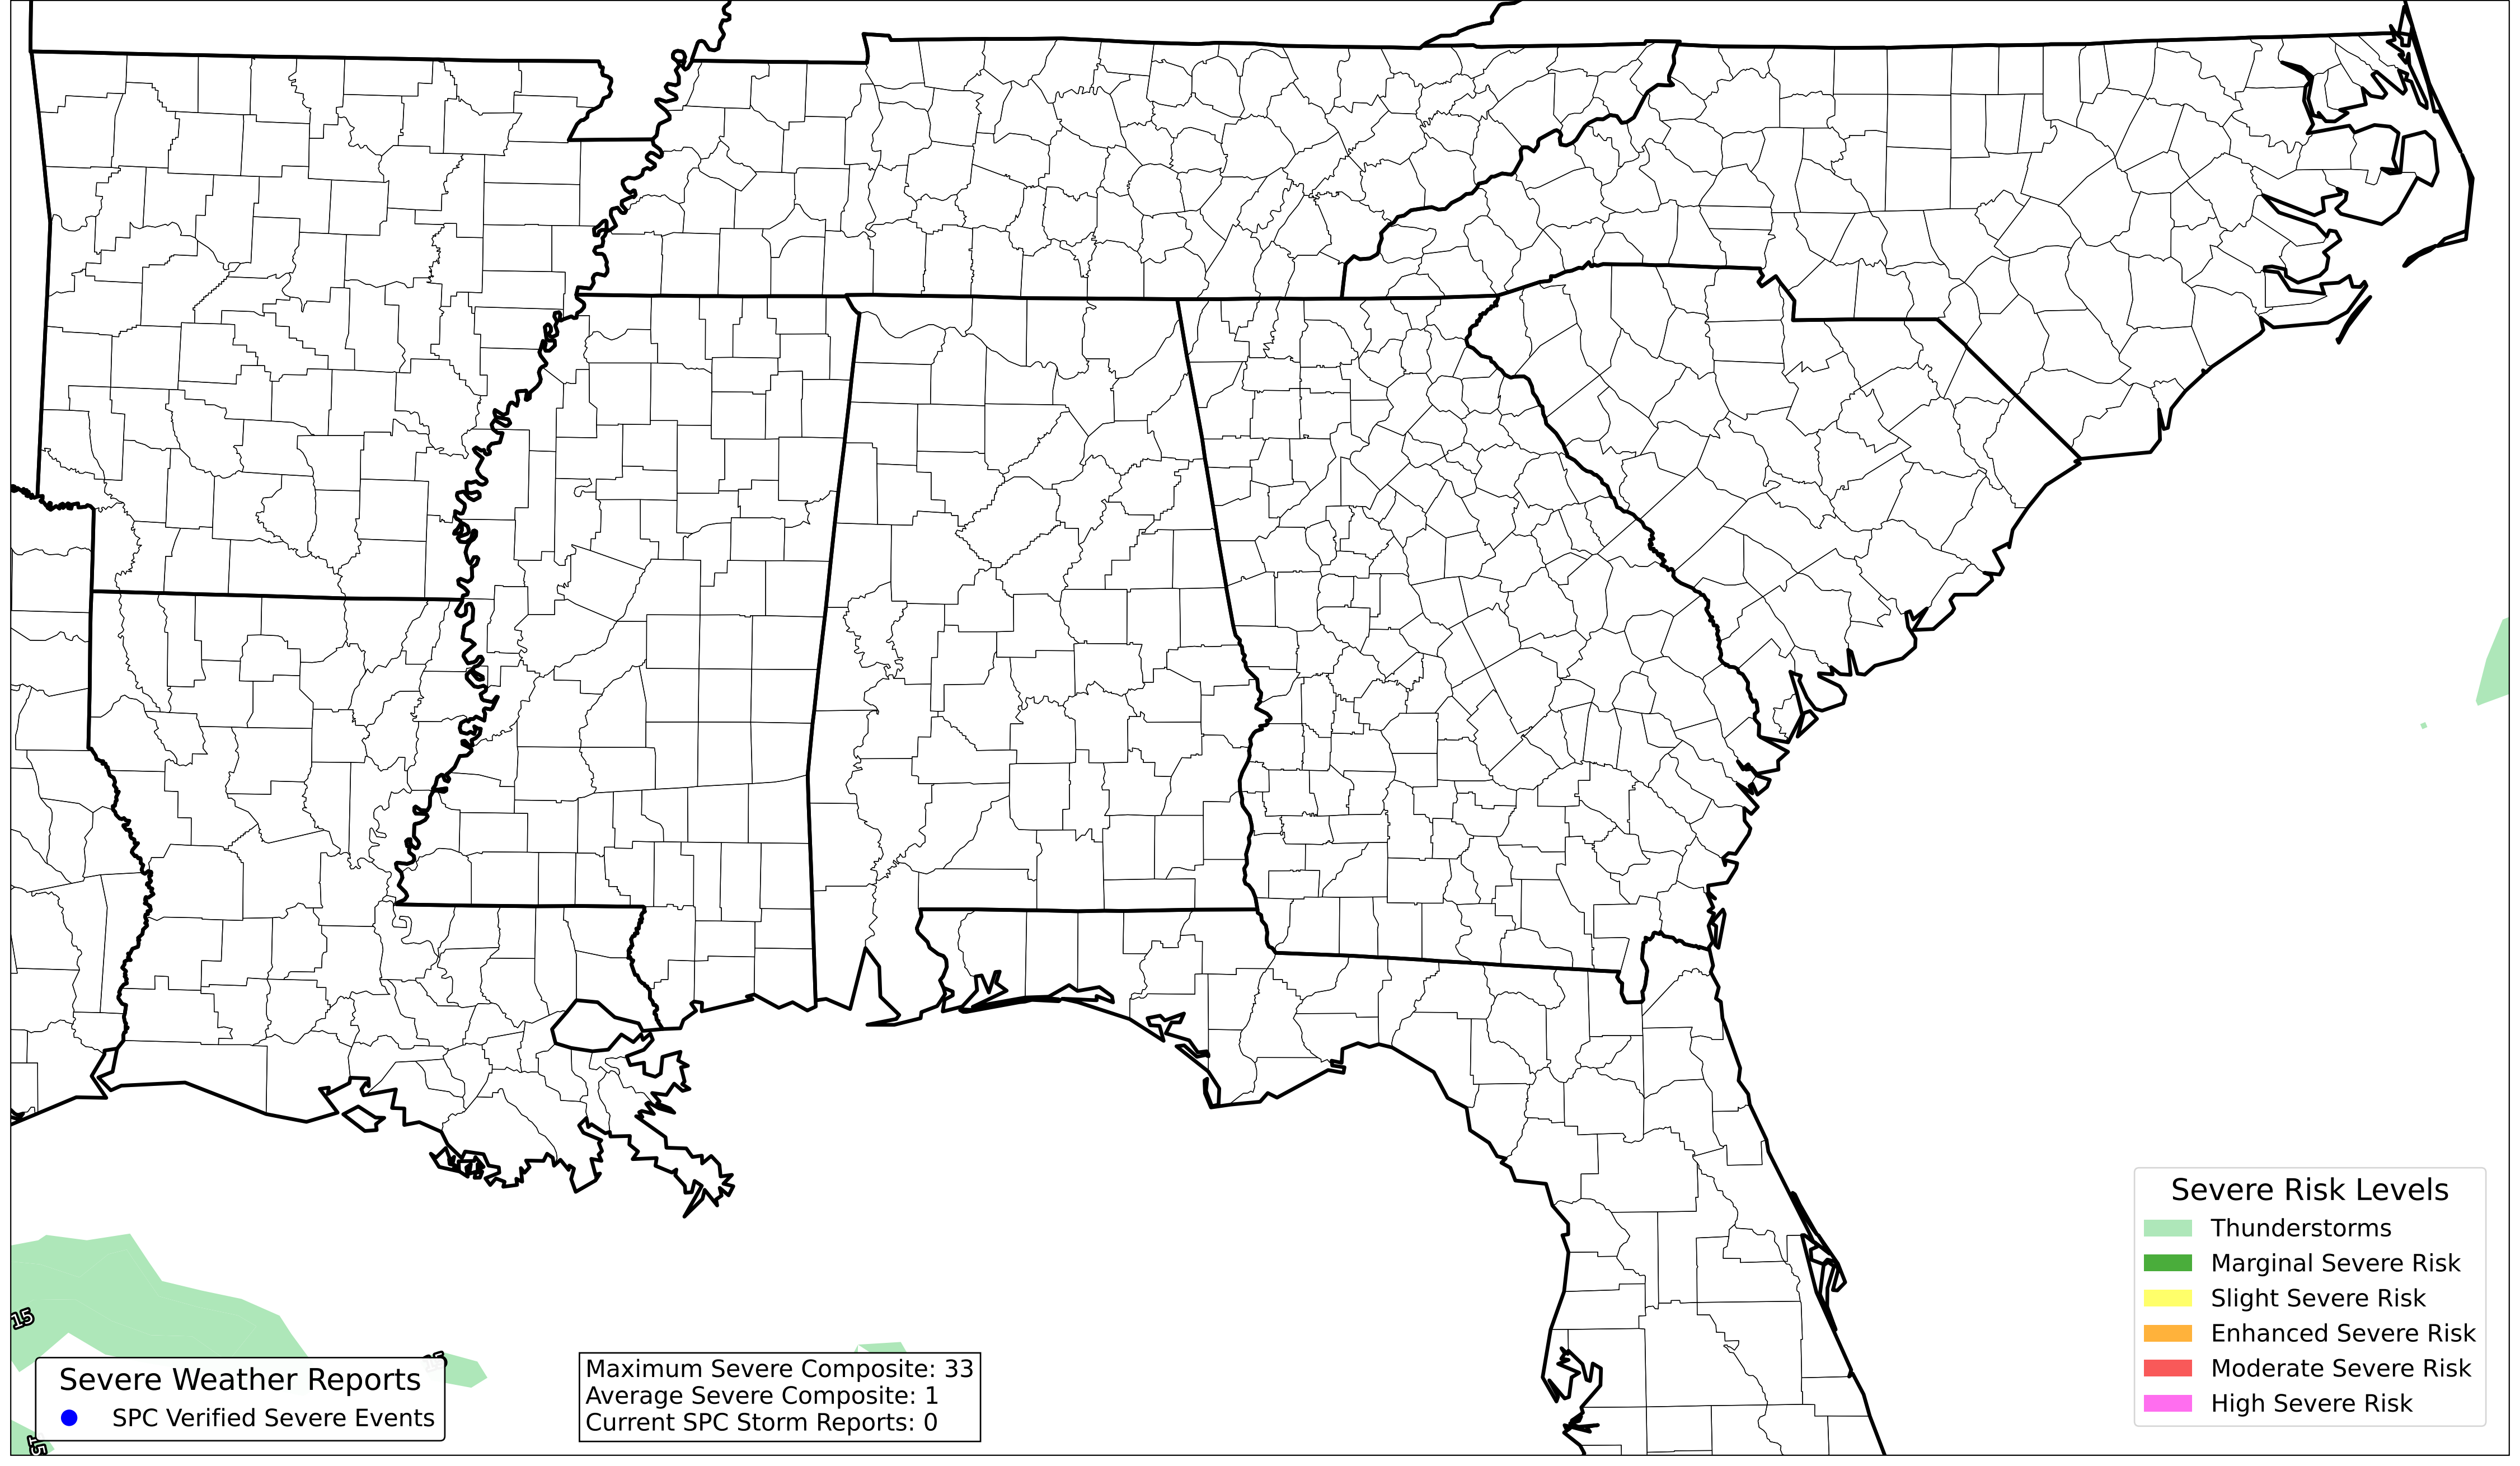 15
Severe Weather Reports
SPC Verified Severe Events
Maximum Severe Composite: 33
Average Severe Composite: 1
Current SPC Storm Reports: 0
Severe Risk Levels
Thunderstorms
Marginal Severe Risk
Slight Severe Risk
Enhanced Severe Risk
Moderate Severe Risk
High Severe Risk